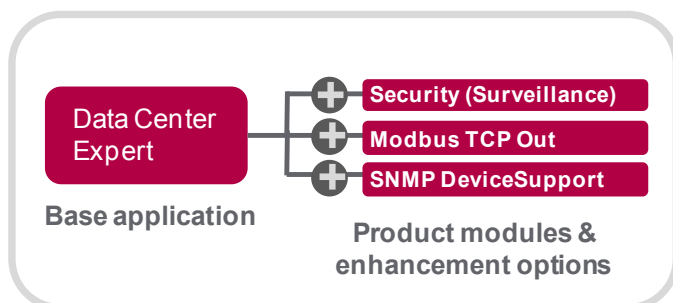 Data Center
Expert
Base application
Security (Surveillance)
Modbus TCP Out
SNMP DeviceSupport
Product modules &
enhancement options